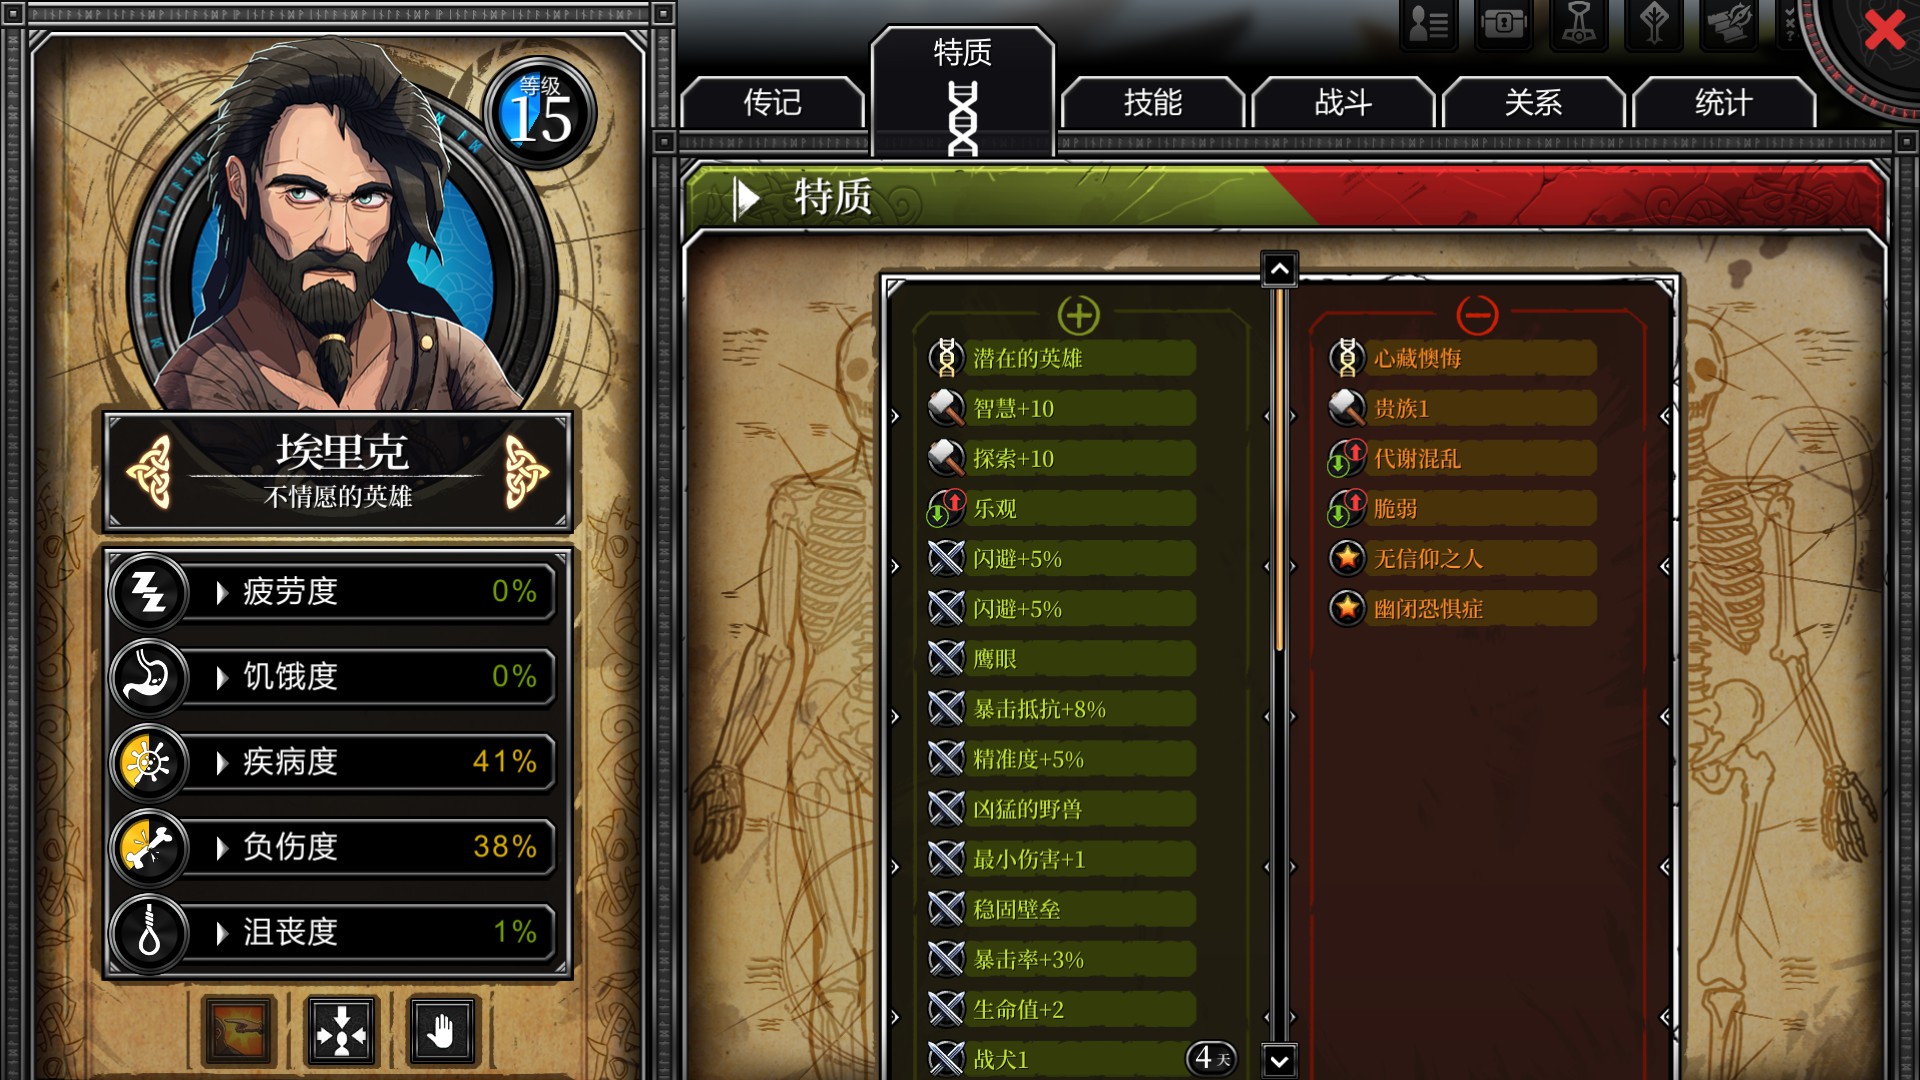 等级
15
埃里克
不情愿的英雄
疲劳度 0%
饥饿度 0%
疾病度 41%
负伤度 38%
沮丧度 1%
传记
特质
技能
战斗
关系
统计
特质
潜在的英雄
智慧+10
探索+10
乐观
闪避+5%
闪避+5%
鹰眼
暴击抵抗+8%
精准度+5%
凶猛的野兽
最小伤害+1
稳固壁垒
暴击率+3%
生命值+2
战犬1 4天
心藏懊悔
贵族1
代谢混乱
脆弱
无信仰之人
幽闭恐惧症